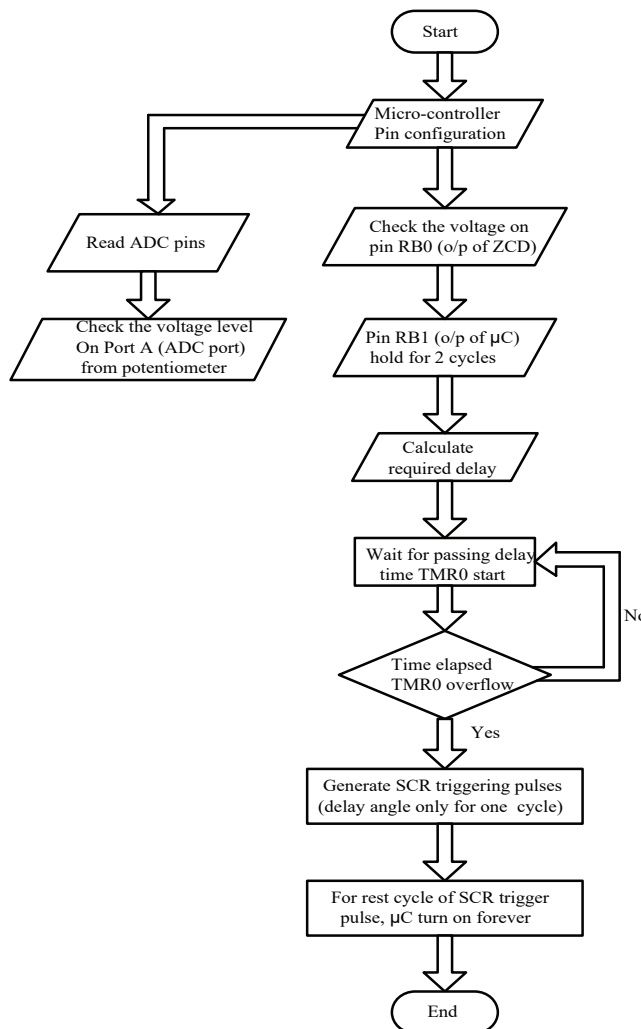 Start
Micro-controller
Pin configuration
Read ADC pins
Check the voltage level
On Port A (ADC port)
from potentiometer
Check the voltage on
pin RB0 (o/p of ZCD)
Pin RB1 (o/p of µC)
hold for 2 cycles
Calculate
required delay
Wait for passing delay
time TMR0 start
No
Time elapsed
TMR0 overflow
Yes
Generate SCR triggering pulses
(delay angle only for one cycle)
For rest cycle of SCR trigger
pulse, µC turn on forever
End